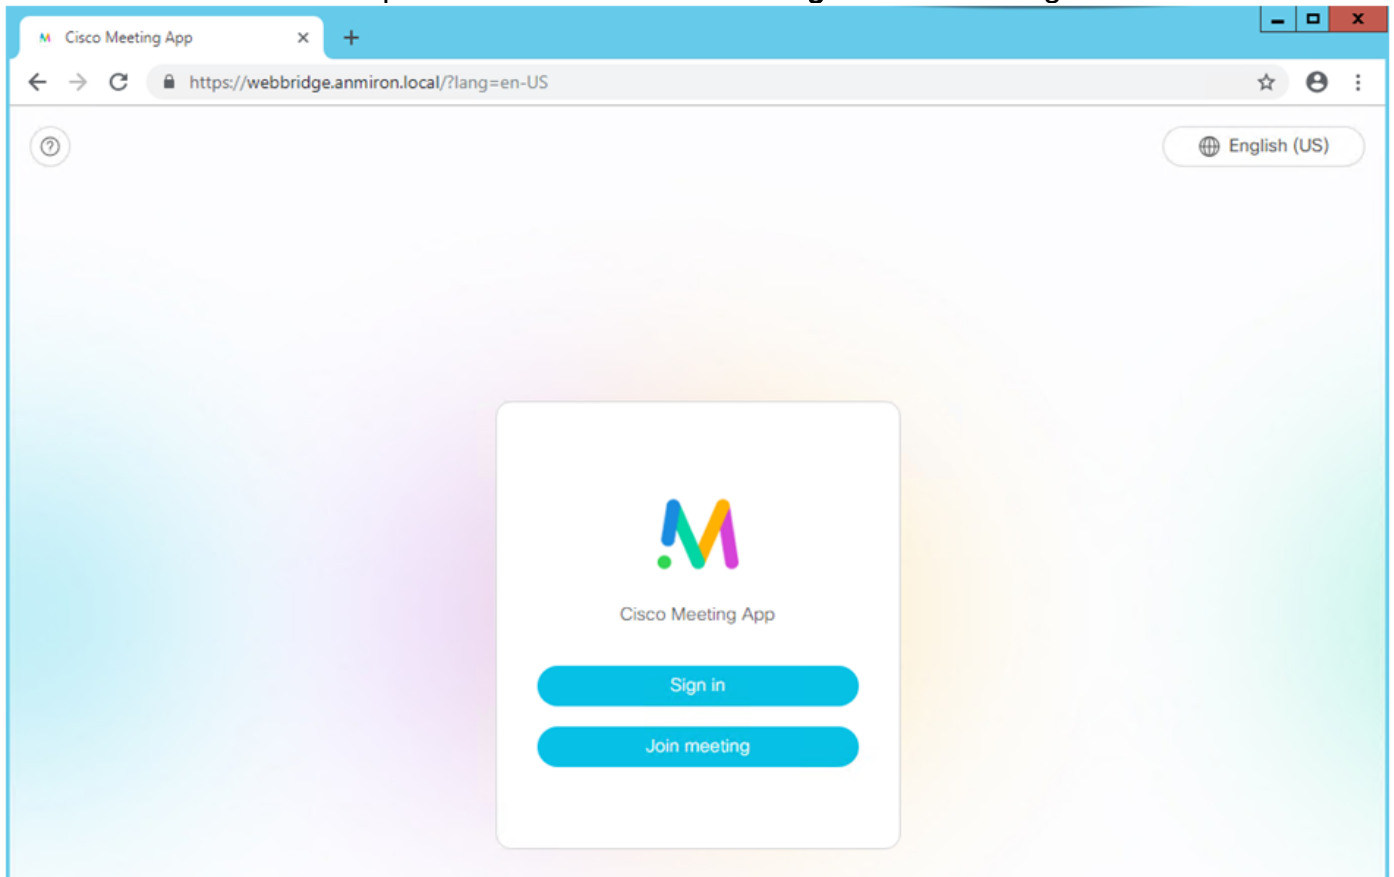 Cisco Meeting App
https://webbridge.anmiron.local/?lang=en-US
English (US)
Cisco Meeting App
Sign in
Join meeting